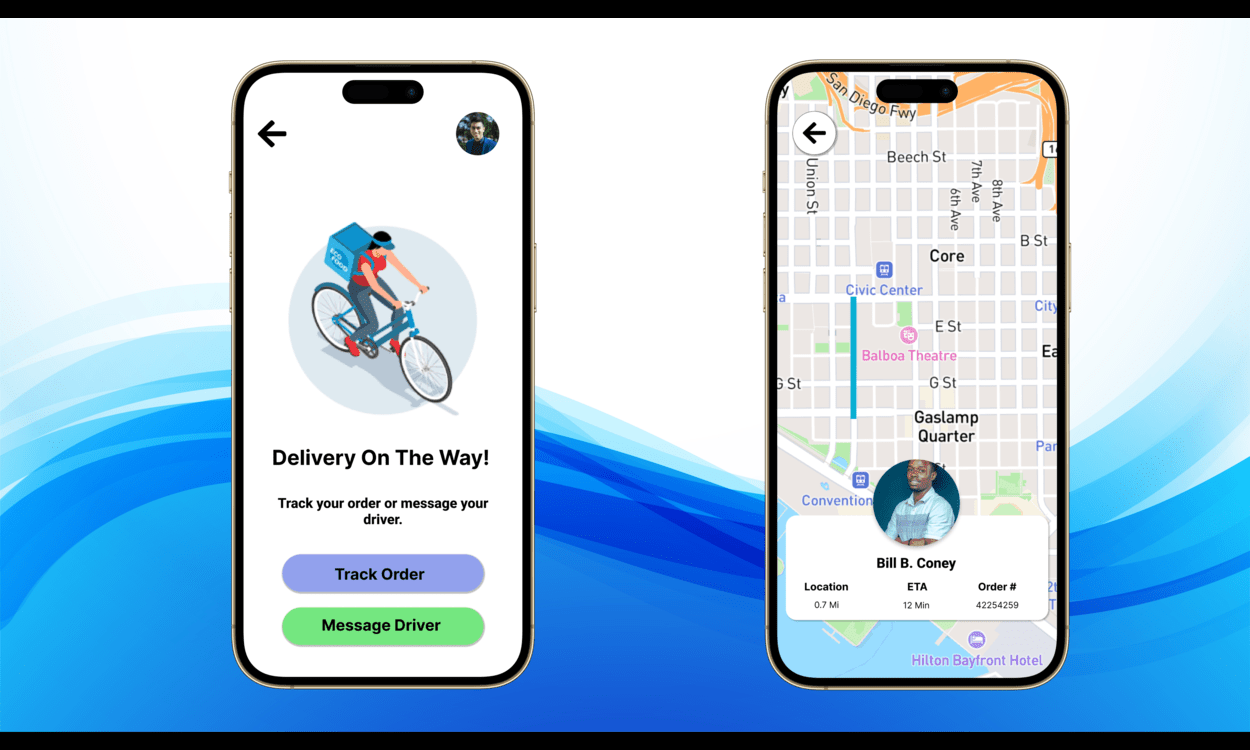 ECO
FOOD
Delivery On The Way!
Track your order or message your
driver.
Track Order
Message Driver
San Diego Fwy
Beech St
Union St
7th Ave
8th Ave
6th Ave
B St
Core
Civic Center
City
E St
Balboa Theatre
G St
G St
Gaslamp
Quarter
Convention
Bill B. Coney
Location
ETA
Order #
0.7 Mi
12 Min
42254259
Hilton Bayfront Hotel